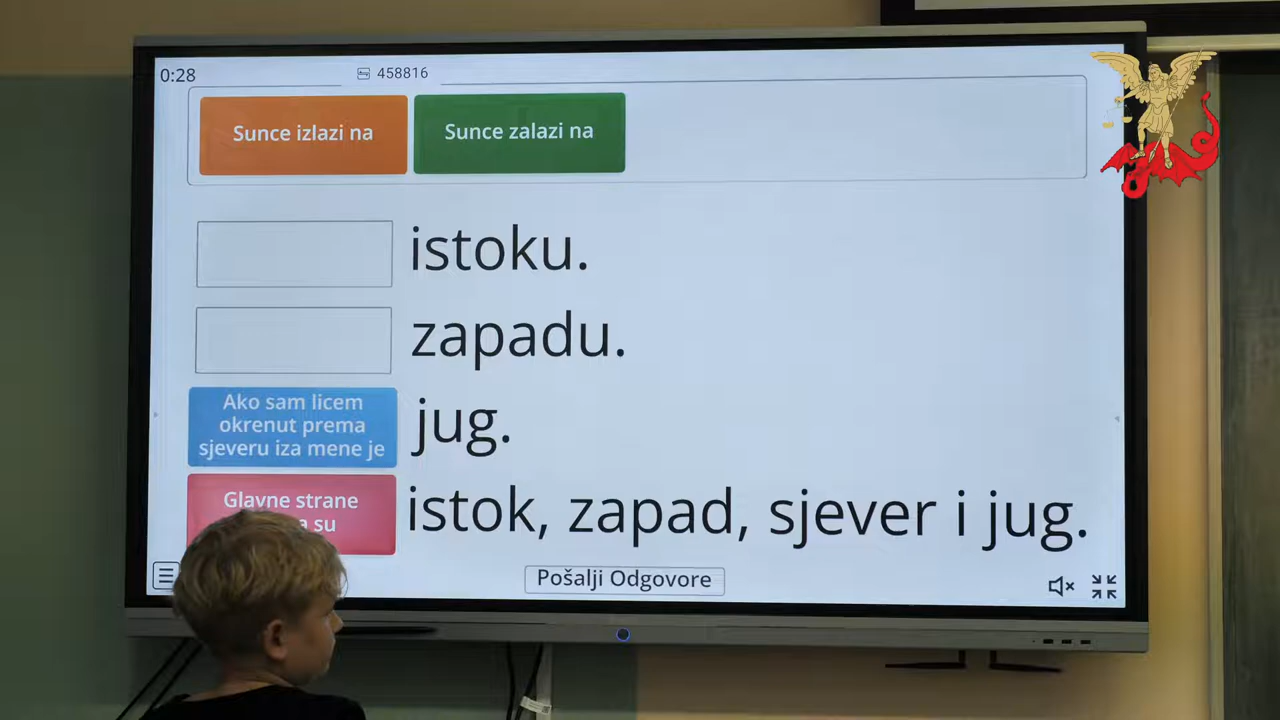 0:28
458816
Sunce izlazi na
Sunce zalazi na
istoku.
zapadu.
Ako sam licem
okrenut prema
sjeveru iza mene je
jug.
Glavne strane
su
istok, zapad, sjever i jug.
Pošalji Odgovore